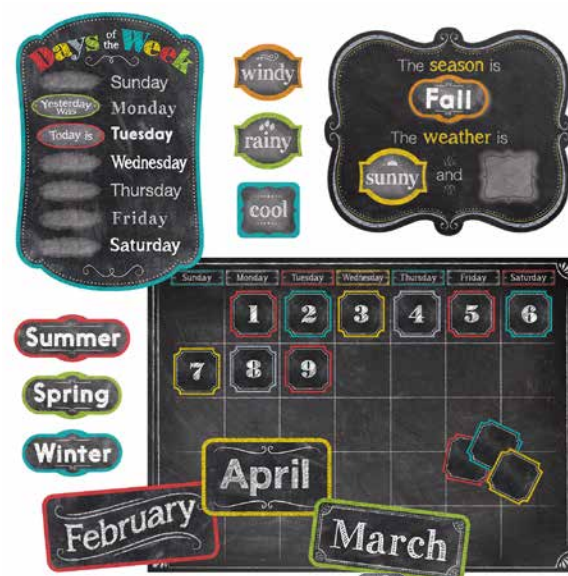 Days of the Week
Sunday
Yesterday was Monday
Today is Tuesday
Wednesday
Thursday
Friday
Saturday
windy
rainy
cool
The season is
Fall
The weather is
sunny and
Sunday Monday Tuesday Wednesday Thursday Friday Saturday
1 2 3 4 5 6
7 8 9
Summer
Spring
Winter
April
February
March